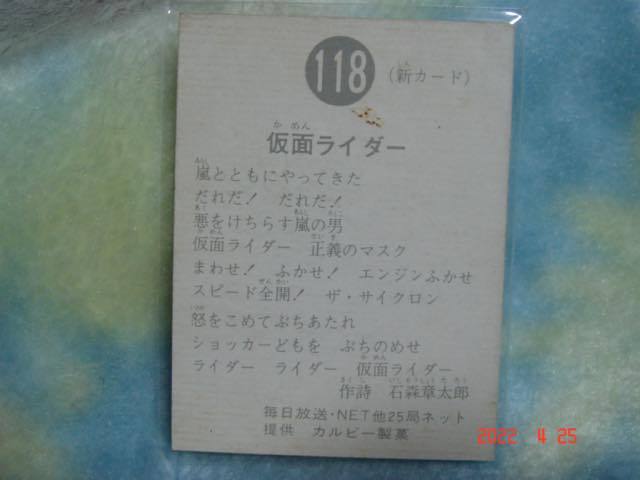 118 (新カード)
仮面ライダー
嵐とともにやってきた
だれだ! だれだ!
悪をけちらす嵐の男
仮面ライダー 正義のマスク
まわせ! ふかせ! エンジンふかせ
スピード全開! ザ・サイクロン
怒をこめてぶちあたれ
ショッカーどもを ぶちのめせ
ライダー ライダー 仮面ライダー
作詩 石森章太郎
毎日放送・NET他25局ネット
提供 カルビー製菓
2022 4 25